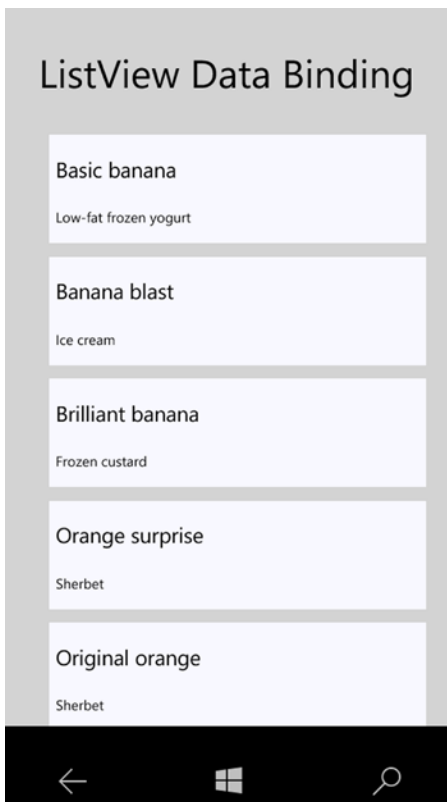 ListView Data Binding
Basic banana
Low-fat frozen yogurt
Banana blast
Ice cream
Brilliant banana
Frozen custard
Orange surprise
Sherbet
Original orange
Sherbet